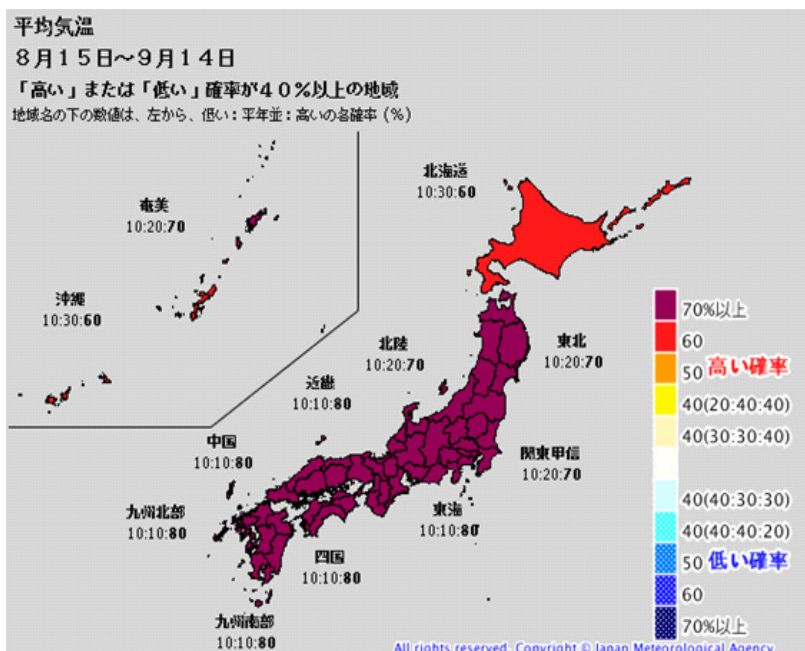 平均気温
8月15日～9月14日
「高い」または「低い」確率が40%以上の地域
地域名の下の数値は、左から、低い:平年並:高いの各確率(%)
北海道
10:30:60
奄美
10:20:70
沖縄
10:30:60
北陸
10:20:70
東北
10:20:70
近畿
10:10:80
中国
10:10:80
関東甲信
10:20:70
九州北部
10:10:80
東海
10:10:80
四国
10:10:80
九州南部
10:10:80
70%以上
60
50 高い確率
40(20:40:40)
40(30:30:40)
40(40:30:30)
40(40:40:20)
50 低い確率
60
70%以上
All rights reserved. Copyright © Japan Meteorological Agency